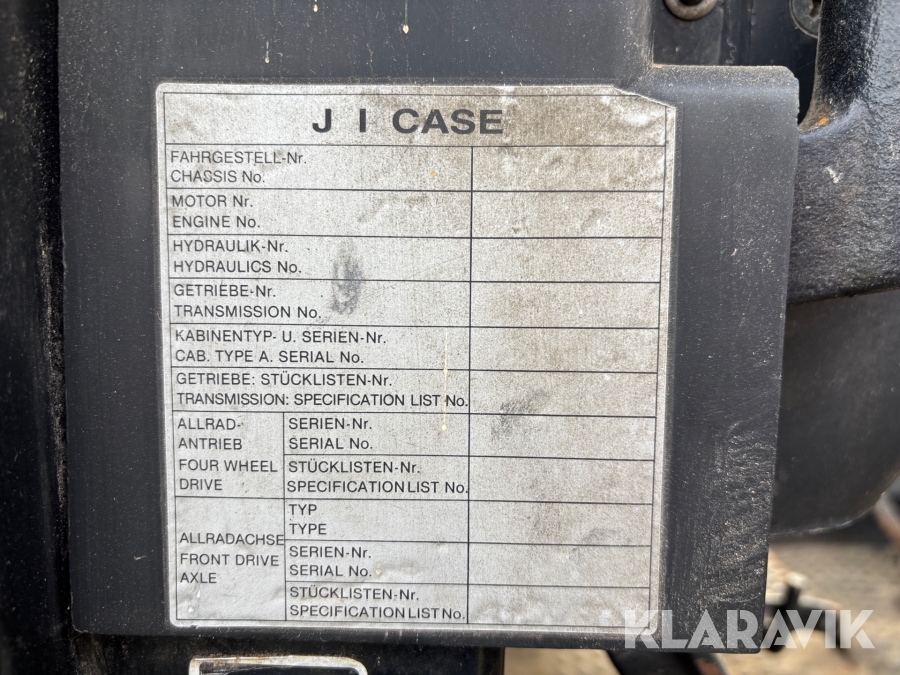 J I CASE
FAHRGESTELL-Nr.
CHASSIS No.
MOTOR Nr.
ENGINE No.
HYDRAULIK-Nr.
HYDRAULICS No.
GETRIEBE-Nr.
TRANSMISSION No.
KABINENTYP- U. SERIEN-Nr.
CAB. TYPE A. SERIAL No.
GETRIEBE: STÜCKLISTEN-Nr.
TRANSMISSION: SPECIFICATION LIST No.
ALLRAD-
ANTRIEB
FOUR WHEEL
DRIVE
SERIEN-Nr.
SERIAL No.
STÜCKLISTEN-Nr.
SPECIFICATION LIST No.
ALLRADACHSE
FRONT DRIVE
AXLE
TYP
TYPE
SERIEN-Nr.
SERIAL No.
STÜCKLISTEN-Nr.
SPECIFICATION LIST No.
KLARAVIK